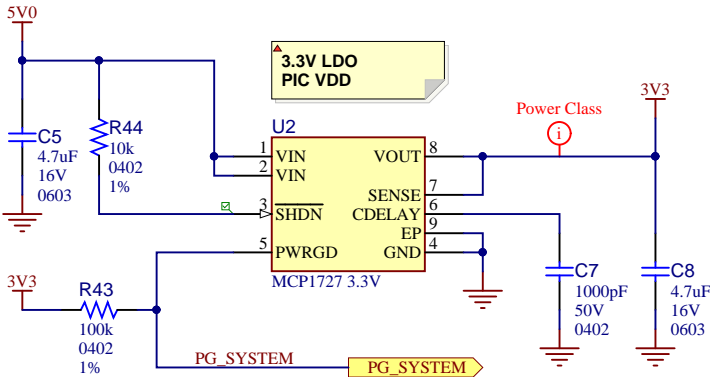 5V0
3.3V LDO
PIC VDD
Power Class
i
3V3
C5
4.7uF
16V
0603
R44
10k
0402
1%
U2
1 VIN
2 VIN
3 SHDN
5 PWRGD
VOUT 8
SENSE 7
CDELAY 6
EP 9
GND 4
MCP1727 3.3V
C7
1000pF
50V
0402
C8
4.7uF
16V
0603
3V3
R43
100k
0402
1%
PG_SYSTEM
PG_SYSTEM